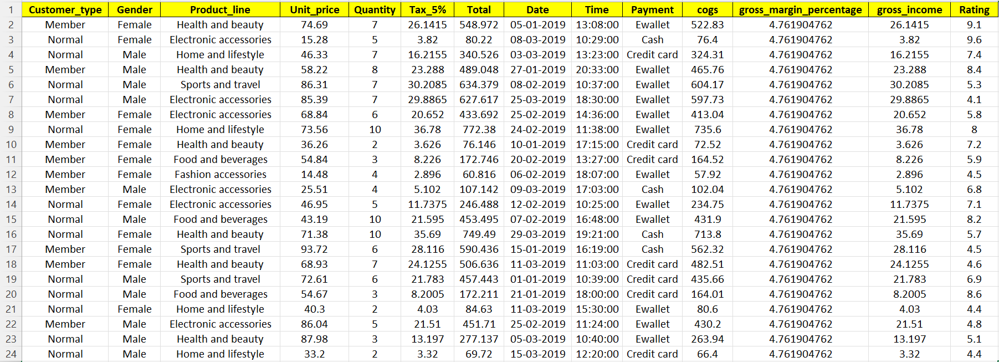 1 Customer_type Gender Product_line Unit_price Quantity Tax_5% Total Date Time Payment cogs gross_margin_percentage gross_income Rating
2 Member Female Health and beauty 74.69 7 26.1415 548.972 05-01-2019 13:08:00 Ewallet 522.83 4.761904762 26.1415 9.1
3 Normal Female Electronic accessories 15.28 5 3.82 80.22 08-03-2019 10:29:00 Cash 76.4 4.761904762 3.82 9.6
4 Normal Male Home and lifestyle 46.33 7 16.2155 340.526 03-03-2019 13:23:00 Credit card 324.31 4.761904762 16.2155 7.4
5 Member Male Health and beauty 58.22 8 23.288 489.048 27-01-2019 20:33:00 Ewallet 465.76 4.761904762 23.288 8.4
6 Normal Male Sports and travel 86.31 7 30.2085 634.379 08-02-2019 10:37:00 Ewallet 604.17 4.761904762 30.2085 5.3
7 Normal Male Electronic accessories 85.39 7 29.8865 627.617 25-03-2019 18:30:00 Ewallet 597.73 4.761904762 29.8865 4.1
8 Member Female Electronic accessories 68.84 6 20.652 433.692 25-02-2019 14:36:00 Ewallet 413.04 4.761904762 20.652 5.8
9 Normal Female Home and lifestyle 73.56 10 36.78 772.38 24-02-2019 11:38:00 Ewallet 735.6 4.761904762 36.78 8
10 Member Female Health and beauty 36.26 2 3.626 76.146 10-01-2019 17:15:00 Credit card 72.52 4.761904762 3.626 7.2
11 Member Female Food and beverages 54.84 3 8.226 172.746 20-02-2019 13:27:00 Credit card 164.52 4.761904762 8.226 5.9
12 Member Female Fashion accessories 14.48 4 2.896 60.816 06-02-2019 18:07:00 Ewallet 57.92 4.761904762 2.896 4.5
13 Member Male Electronic accessories 25.51 4 5.102 107.142 09-03-2019 17:03:00 Cash 102.04 4.761904762 5.102 6.8
14 Normal Female Electronic accessories 46.95 5 11.7375 246.488 12-02-2019 10:25:00 Ewallet 234.75 4.761904762 11.7375 7.1
15 Normal Male Food and beverages 43.19 10 21.595 453.495 07-02-2019 16:48:00 Ewallet 431.9 4.761904762 21.595 8.2
16 Normal Female Health and beauty 71.38 10 35.69 749.49 29-03-2019 19:21:00 Cash 713.8 4.761904762 35.69 5.7
17 Member Female Sports and travel 93.72 6 28.116 590.436 15-01-2019 16:19:00 Cash 562.32 4.761904762 28.116 4.5
18 Member Female Health and beauty 68.93 7 24.1255 506.636 11-03-2019 11:03:00 Credit card 482.51 4.761904762 24.1255 4.6
19 Normal Male Sports and travel 72.61 6 21.783 457.443 01-01-2019 10:39:00 Credit card 435.66 4.761904762 21.783 6.9
20 Normal Male Food and beverages 54.67 3 8.2005 172.211 21-01-2019 18:00:00 Credit card 164.01 4.761904762 8.2005 8.6
21 Normal Female Home and lifestyle 40.3 2 4.03 84.63 11-03-2019 15:30:00 Ewallet 80.6 4.761904762 4.03 4.4
22 Member Male Electronic accessories 86.04 5 21.51 451.71 25-02-2019 11:24:00 Ewallet 430.2 4.761904762 21.51 4.8
23 Normal Male Health and beauty 87.98 3 13.197 277.137 05-03-2019 10:40:00 Ewallet 263.94 4.761904762 13.197 5.1
24 Normal Male Home and lifestyle 33.2 2 3.32 69.72 15-03-2019 12:20:00 Credit card 66.4 4.761904762 3.32 4.4